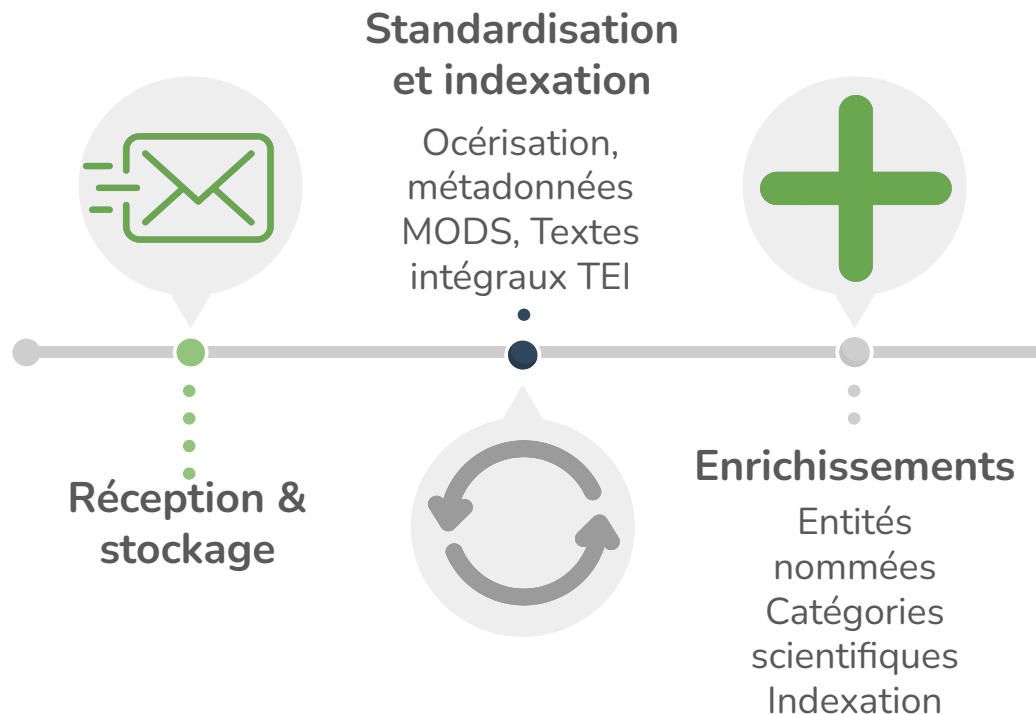 Réception &
stockage
Standardisation
et indexation
Océrisation,
métadonnées
MODS, Textes
intégraux TEI
Enrichissements
Entités
nommées
Catégories
scientifiques
Indexation